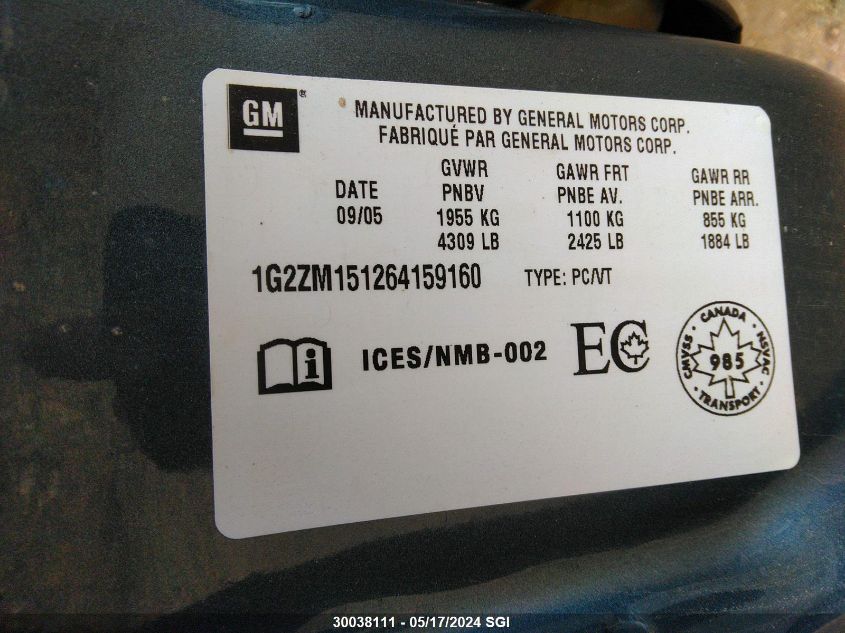 GM®
MANUFACTURED BY GENERAL MOTORS CORP.
FABRIQUÉ PAR GENERAL MOTORS CORP.
GVWR GAWR FRT GAWR RR
DATE PNBV PNBE AV. PNBE ARR.
09/05 1955 KG 1100 KG 855 KG
4309 LB 2425 LB 1884 LB
1G2ZM151264159160 TYPE: PC/VT
i ICES/NMB-002 EC
CANADA
CMVSS 985 NSVAC
TRANSPORT
30038111 - 05/17/2024 SGI